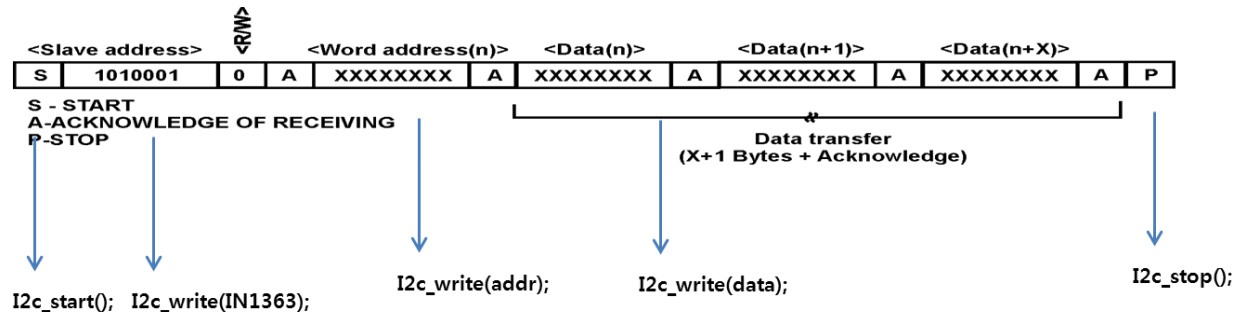 <R/W>
<Slave address> <Word address(n)> <Data(n)> <Data(n+1)> <Data(n+X)>
S 1010001 0 A XXXXXXXX A XXXXXXXX A XXXXXXXX A XXXXXXXX A P
S - START
A-ACKNOWLEDGE OF RECEIVING
P-STOP
Data transfer
(X+1 Bytes + Acknowledge)
I2c_start(); I2c_write(IN1363); I2c_write(addr); I2c_write(data); I2c_stop();